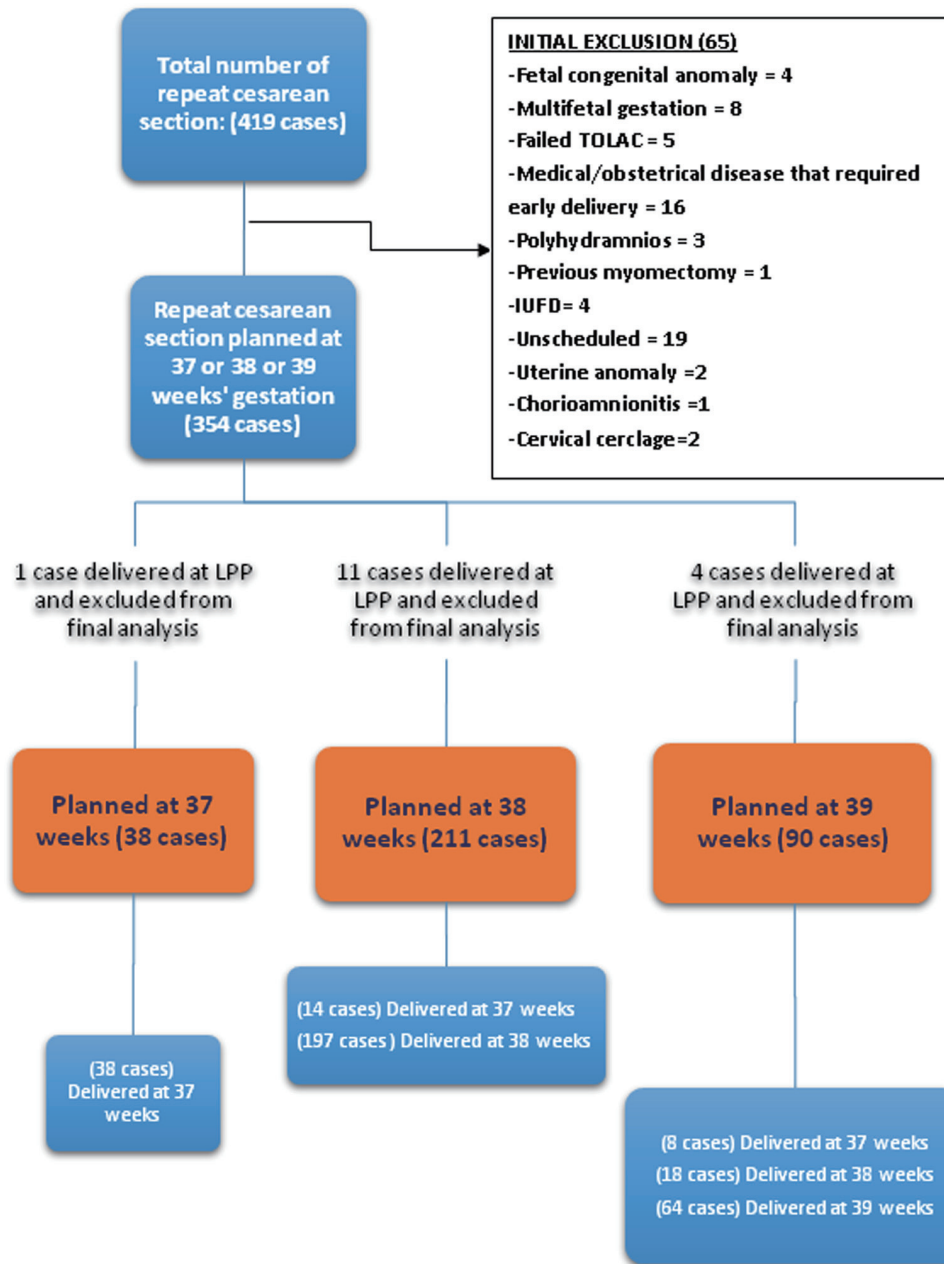 Total number of
repeat cesarean
section: (419 cases)
INITIAL EXCLUSION (65)
-Fetal congenital anomaly = 4
-Multifetal gestation = 8
-Failed TOLAC = 5
-Medical/obstetrical disease that required
early delivery = 16
-Polyhydramnios = 3
-Previous myomectomy = 1
-IUFD= 4
-Unscheduled = 19
-Uterine anomaly =2
-Chorioamnionitis =1
-Cervical cerclage=2
Repeat cesarean
section planned at
37 or 38 or 39
weeks' gestation
(354 cases)
1 case delivered at LPP
and excluded from
final analysis
11 cases delivered at
LPP and excluded
from final analysis
4 cases delivered at
LPP and excluded from
final analysis
Planned at 37
weeks (38 cases)
Planned at 38
weeks (211 cases)
Planned at 39
weeks (90 cases)
(38 cases)
Delivered at 37
weeks
(14 cases) Delivered at 37 weeks
(197 cases ) Delivered at 38 weeks
(8 cases) Delivered at 37 weeks
(18 cases) Delivered at 38 weeks
(64 cases) Delivered at 39 weeks